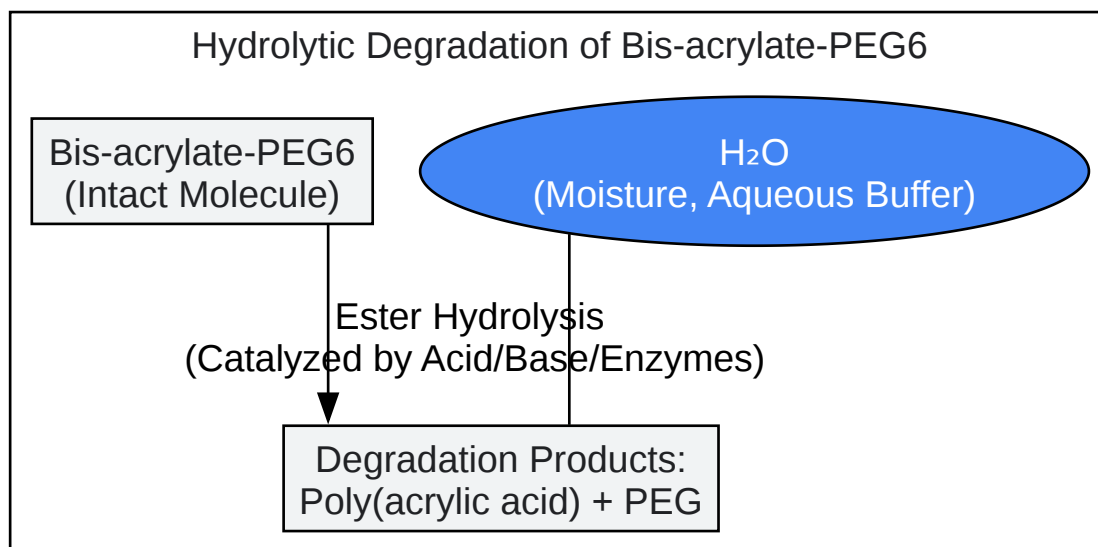 Hydrolytic Degradation of Bis-acrylate-PEG6
Bis-acrylate-PEG6
(Intact Molecule)
H₂O
(Moisture, Aqueous Buffer)
Ester Hydrolysis
(Catalyzed by Acid/Base/Enzymes)
Degradation Products:
Poly(acrylic acid) + PEG